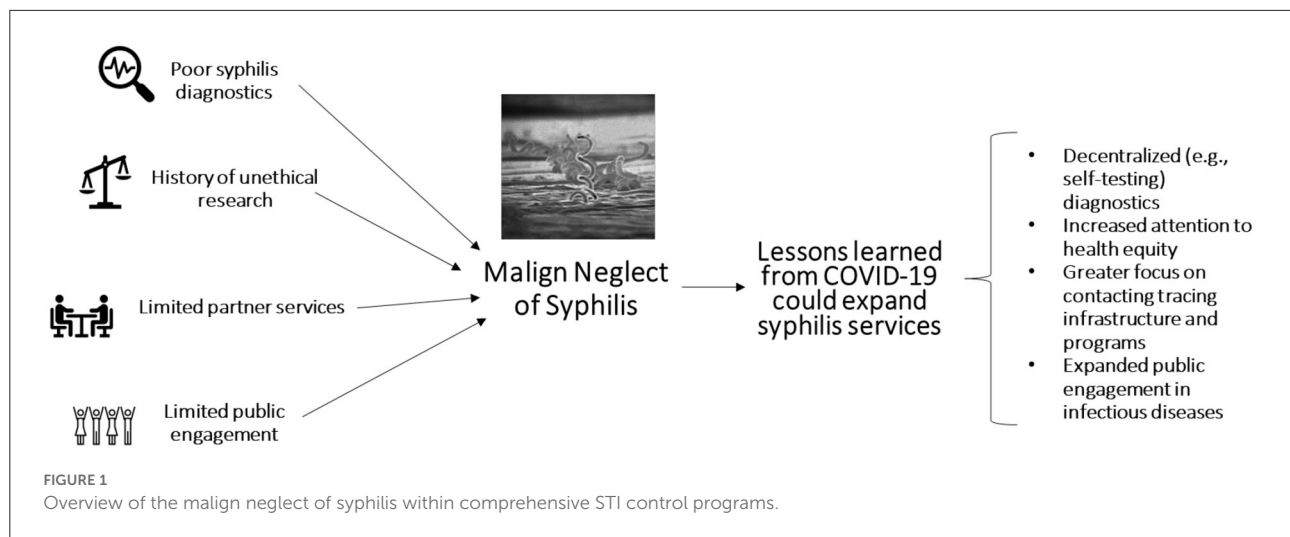 Poor syphilis
diagnostics
History of unethical
research
Limited partner services
Limited public
engagement
Malign Neglect
of Syphilis
Lessons learned
from COVID-19
could expand
syphilis services
• Decentralized (e.g.,
self-testing)
diagnostics
• Increased attention to
health equity
• Greater focus on
contacting tracing
infrastructure and
programs
• Expanded public
engagement in
infectious diseases
FIGURE 1
Overview of the malign neglect of syphilis within comprehensive STI control programs.